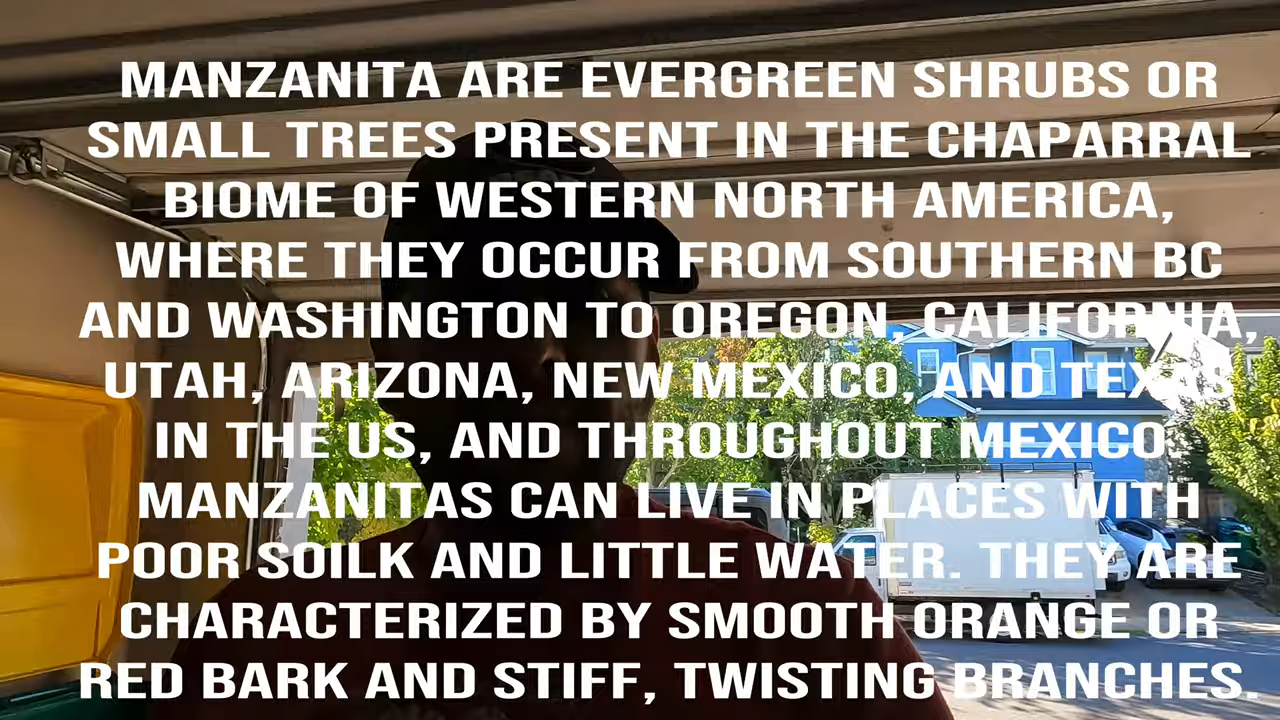 MANZANITA ARE EVERGREEN SHRUBS OR
SMALL TREES PRESENT IN THE CHAPARRAL
BIOME OF WESTERN NORTH AMERICA,
WHERE THEY OCCUR FROM SOUTHERN BC
AND WASHINGTON TO OREGON, CALIFORNIA,
UTAH, ARIZONA, NEW MEXICO, AND TEXAS
IN THE US, AND THROUGHOUT MEXICO.
MANZANITAS CAN LIVE IN PLACES WITH
POOR SOILK AND LITTLE WATER. THEY ARE
CHARACTERIZED BY SMOOTH ORANGE OR
RED BARK AND STIFF, TWISTING BRANCHES.